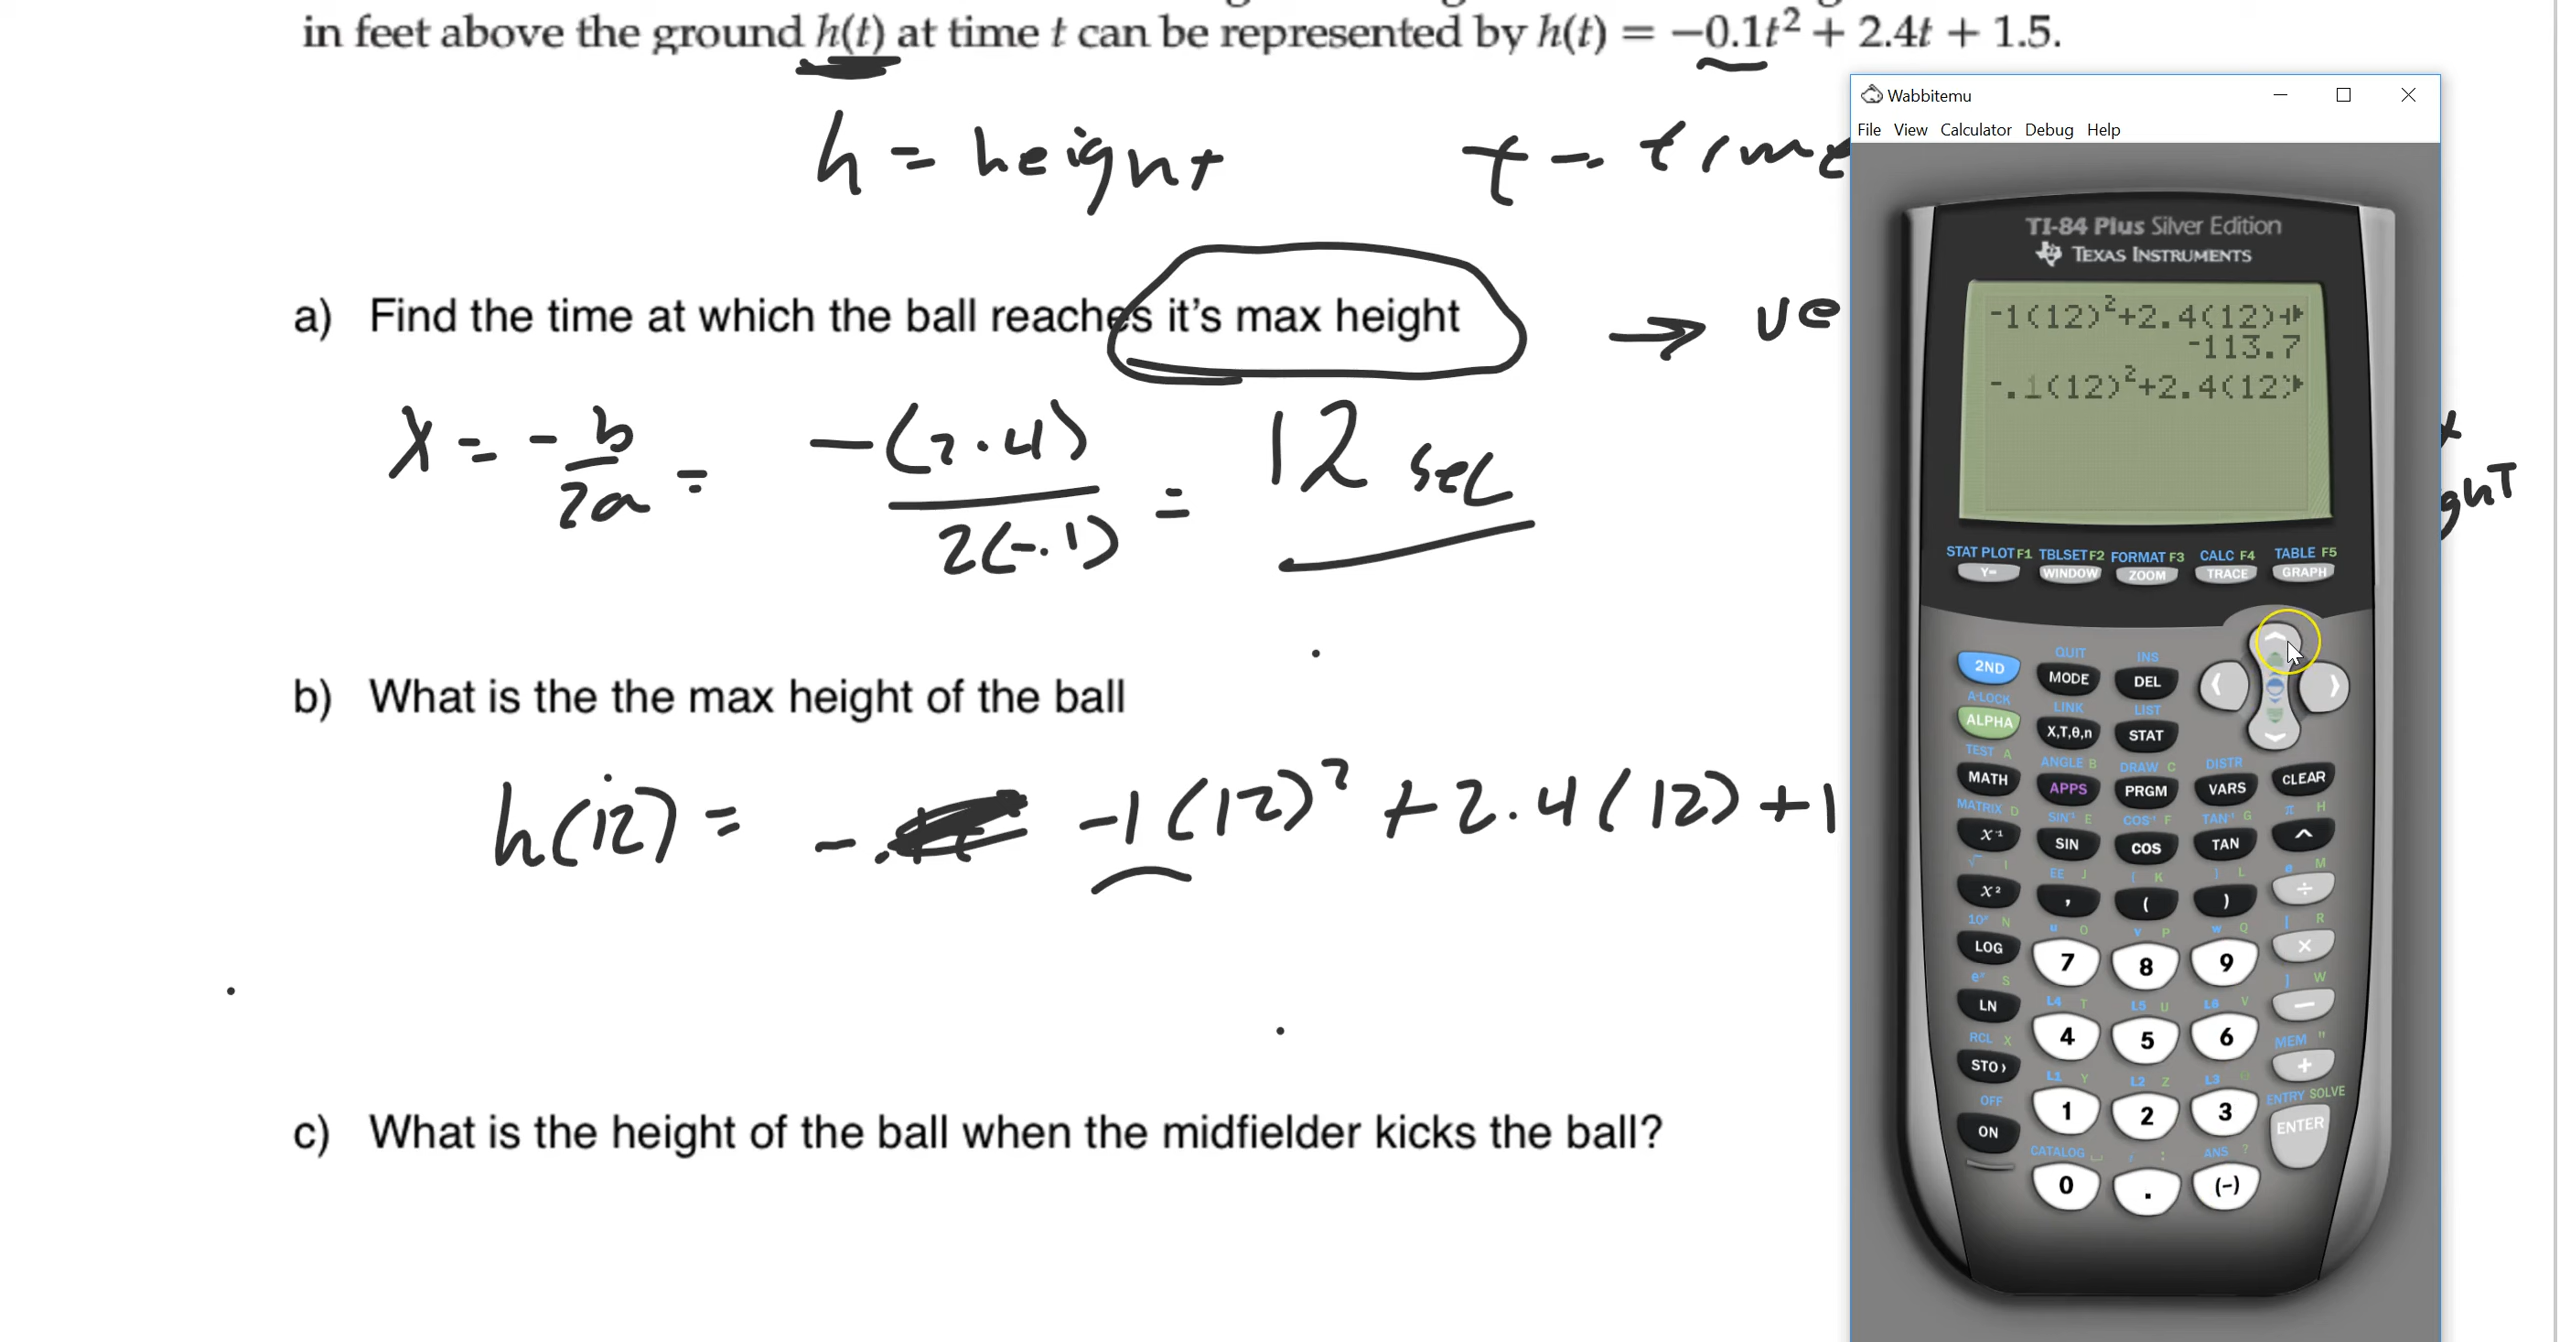 in feet above the ground h(t) at time t can be represented by h(t) = −0.1t² + 2.4t + 1.5.
h = height t - time
a) Find the time at which the ball reaches it's max height → ve
x = -b/2a = -(2.4)/2(-.1) = 12 sec
b) What is the the max height of the ball
h(12) = -. -1(12)² + 2.4(12) + 1
c) What is the height of the ball when the midfielder kicks the ball?
ght
Wabbitemu
File View Calculator Debug Help
TI-84 Plus Silver Edition
TEXAS INSTRUMENTS
-1(12)²+2.4(12)+
-113.7
-.1(12)²+2.4(12)
STAT PLOT F1 TBLSET F2 FORMAT F3 CALC F4 TABLE F5
Y= WINDOW ZOOM TRACE GRAPH
QUIT INS
2ND MODE DEL
A-LOCK LINK LIST
ALPHA X,T,θ,n STAT
TEST A ANGLE B DRAW C DISTR
MATH APPS PRGM VARS CLEAR
MATRIX D SIN⁻¹ E COS⁻¹ F TAN⁻¹ G π H
x⁻¹ SIN COS TAN ^
√ I EE J { K } L e M
x² , ( ) ÷
10ˣ N u O v P w Q [ R
LOG 7 8 9 ×
eˣ S L4 T L5 U L6 V ] W
LN 4 5 6 −
RCL X L1 Y L2 Z L3 MEM "
STO› 1 2 3 +
OFF CATALOG i : ANS ? ENTRY SOLVE
ON 0 . (-) ENTER